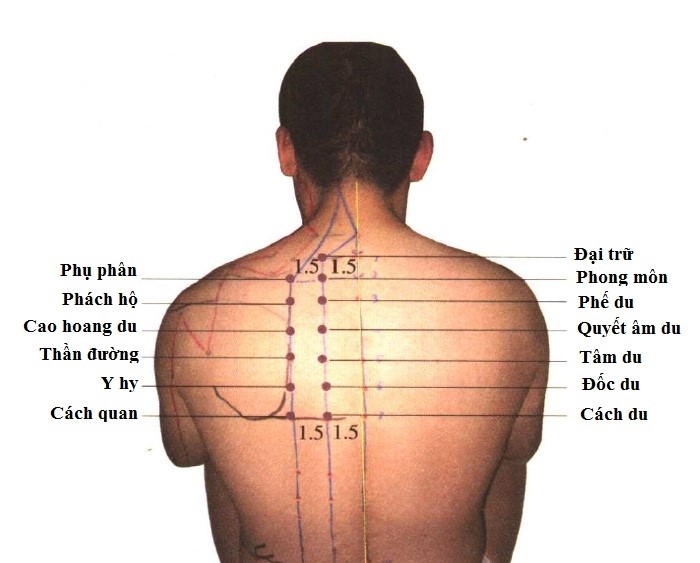 Đại trữ
1.5 1.5
Phụ phân
Phong môn
Phách hộ
Phế du
Cao hoang du
Quyết âm du
Thần đường
Tâm du
Y hy
Đốc du
Cách quan
Cách du
1.5 1.5